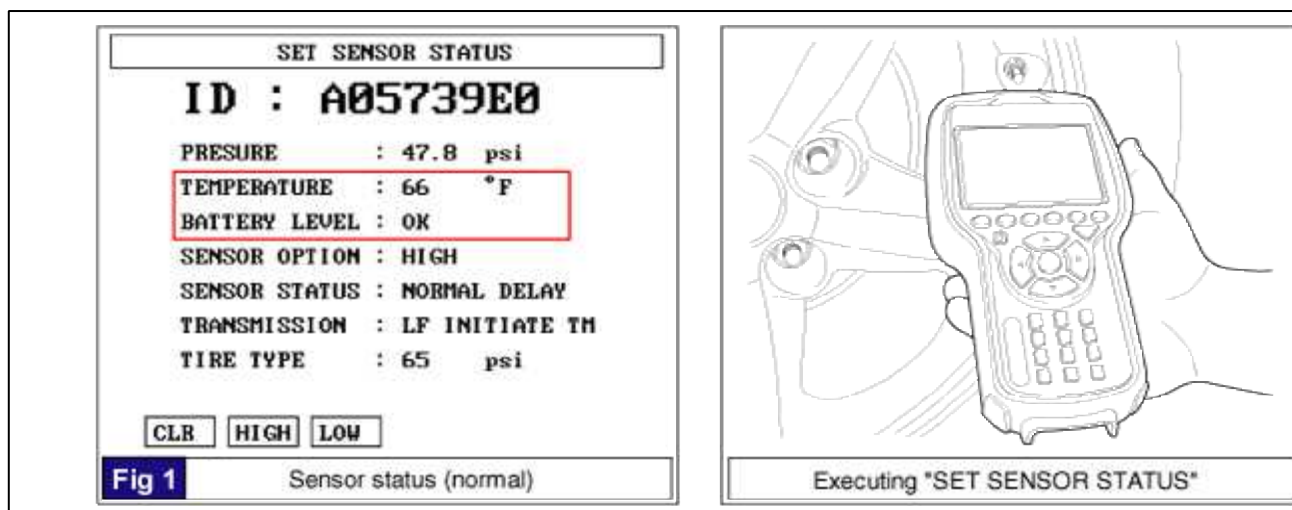 SET SENSOR STATUS
ID : A05739E0
PRESURE : 47.8 psi
TEMPERATURE : 66 °F
BATTERY LEVEL : OK
SENSOR OPTION : HIGH
SENSOR STATUS : NORMAL DELAY
TRANSMISSION : LF INITIATE TM
TIRE TYPE : 65 psi
CLR HIGH LOW
Fig 1 Sensor status (normal)
Executing "SET SENSOR STATUS"